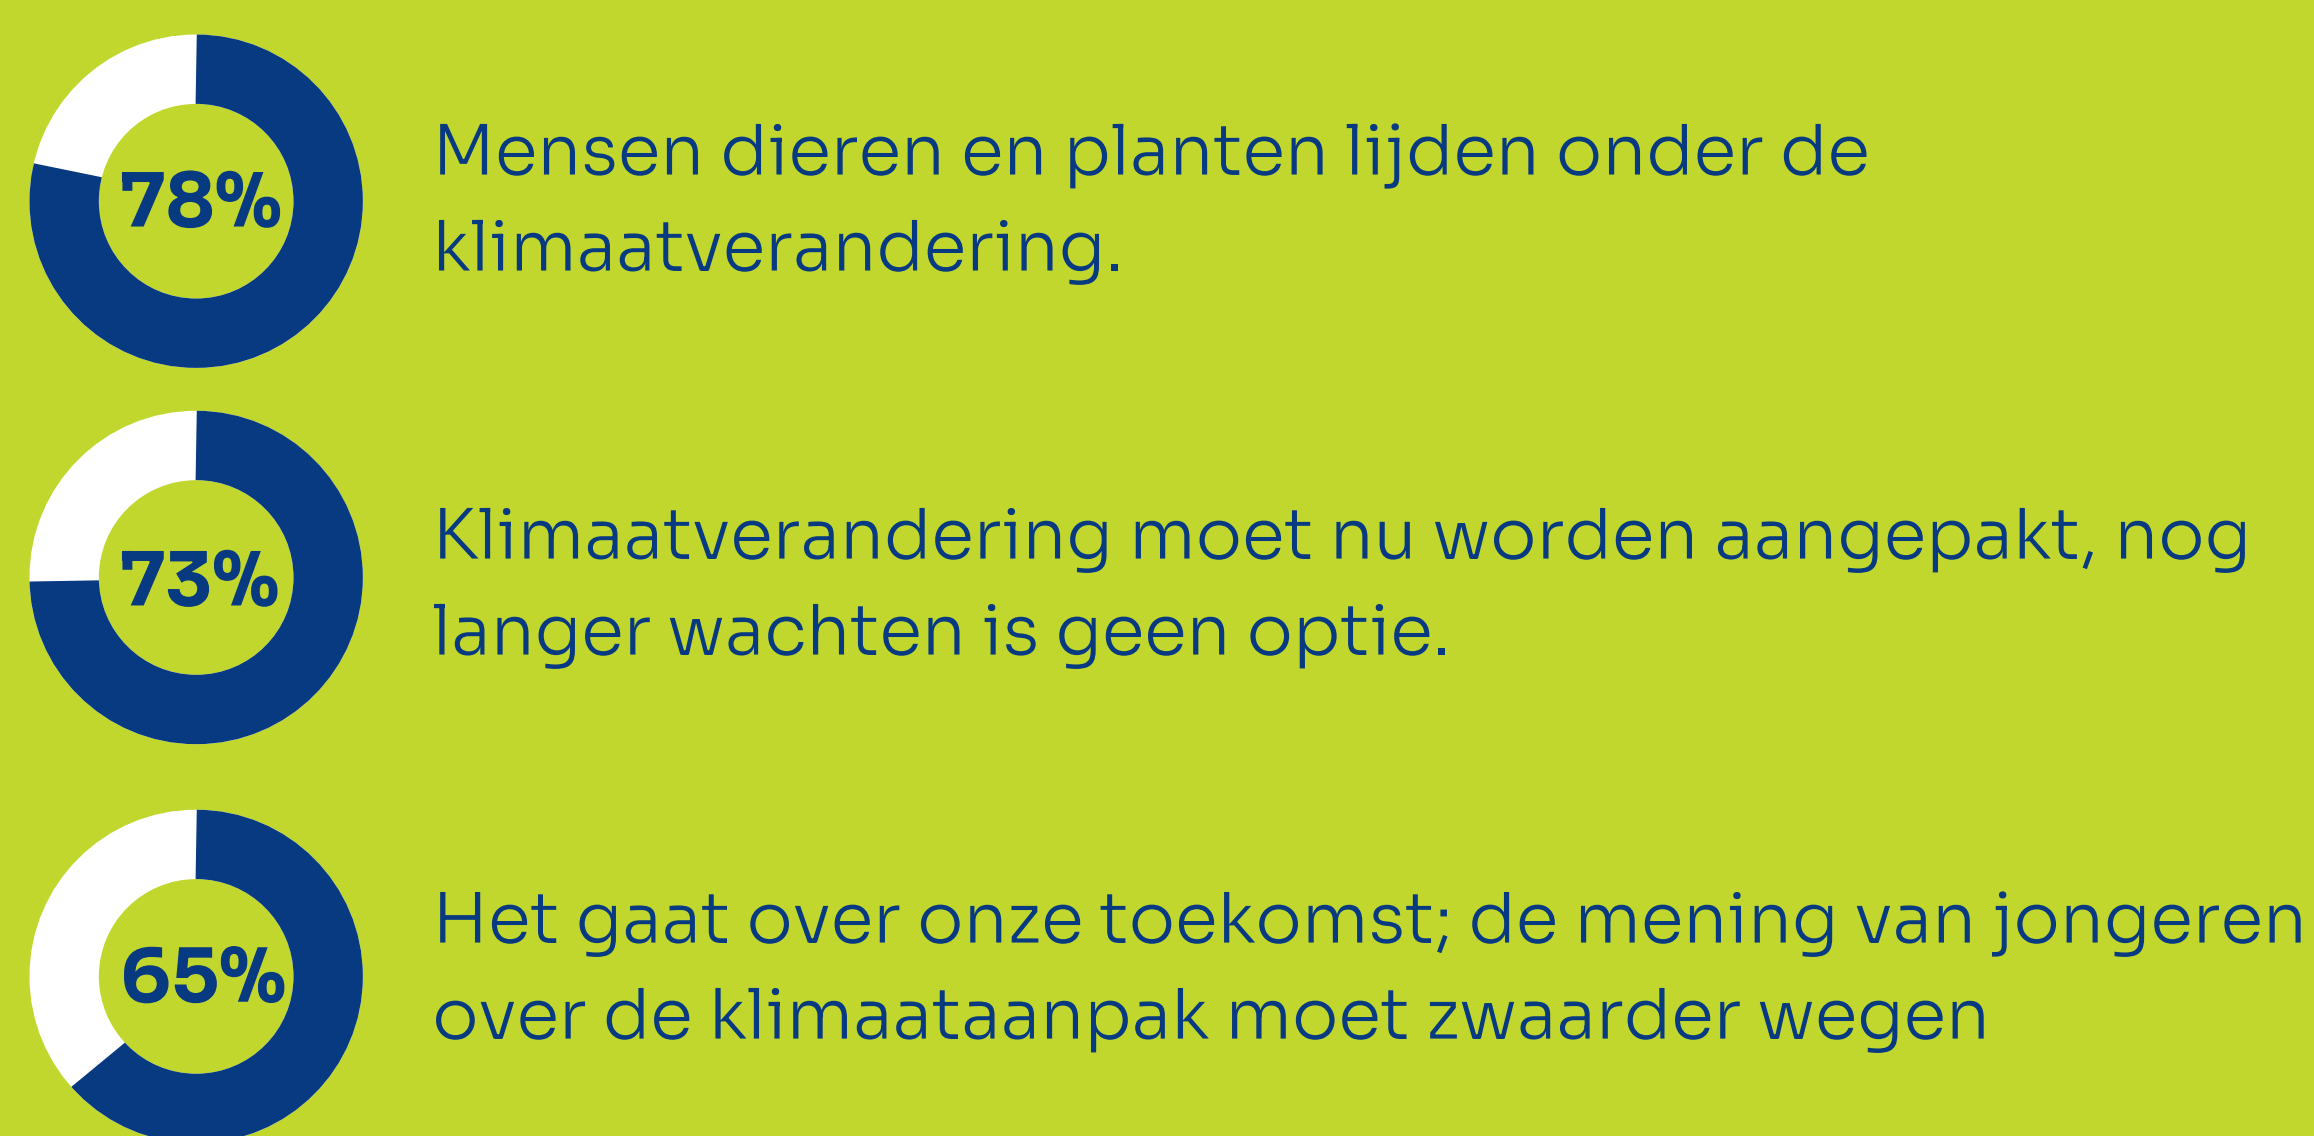 78%
Mensen dieren en planten lijden onder de
klimaatverandering.
73%
Klimaatverandering moet nu worden aangepakt, nog
langer wachten is geen optie.
65%
Het gaat over onze toekomst; de mening van jongeren
over de klimaataanpak moet zwaarder wegen